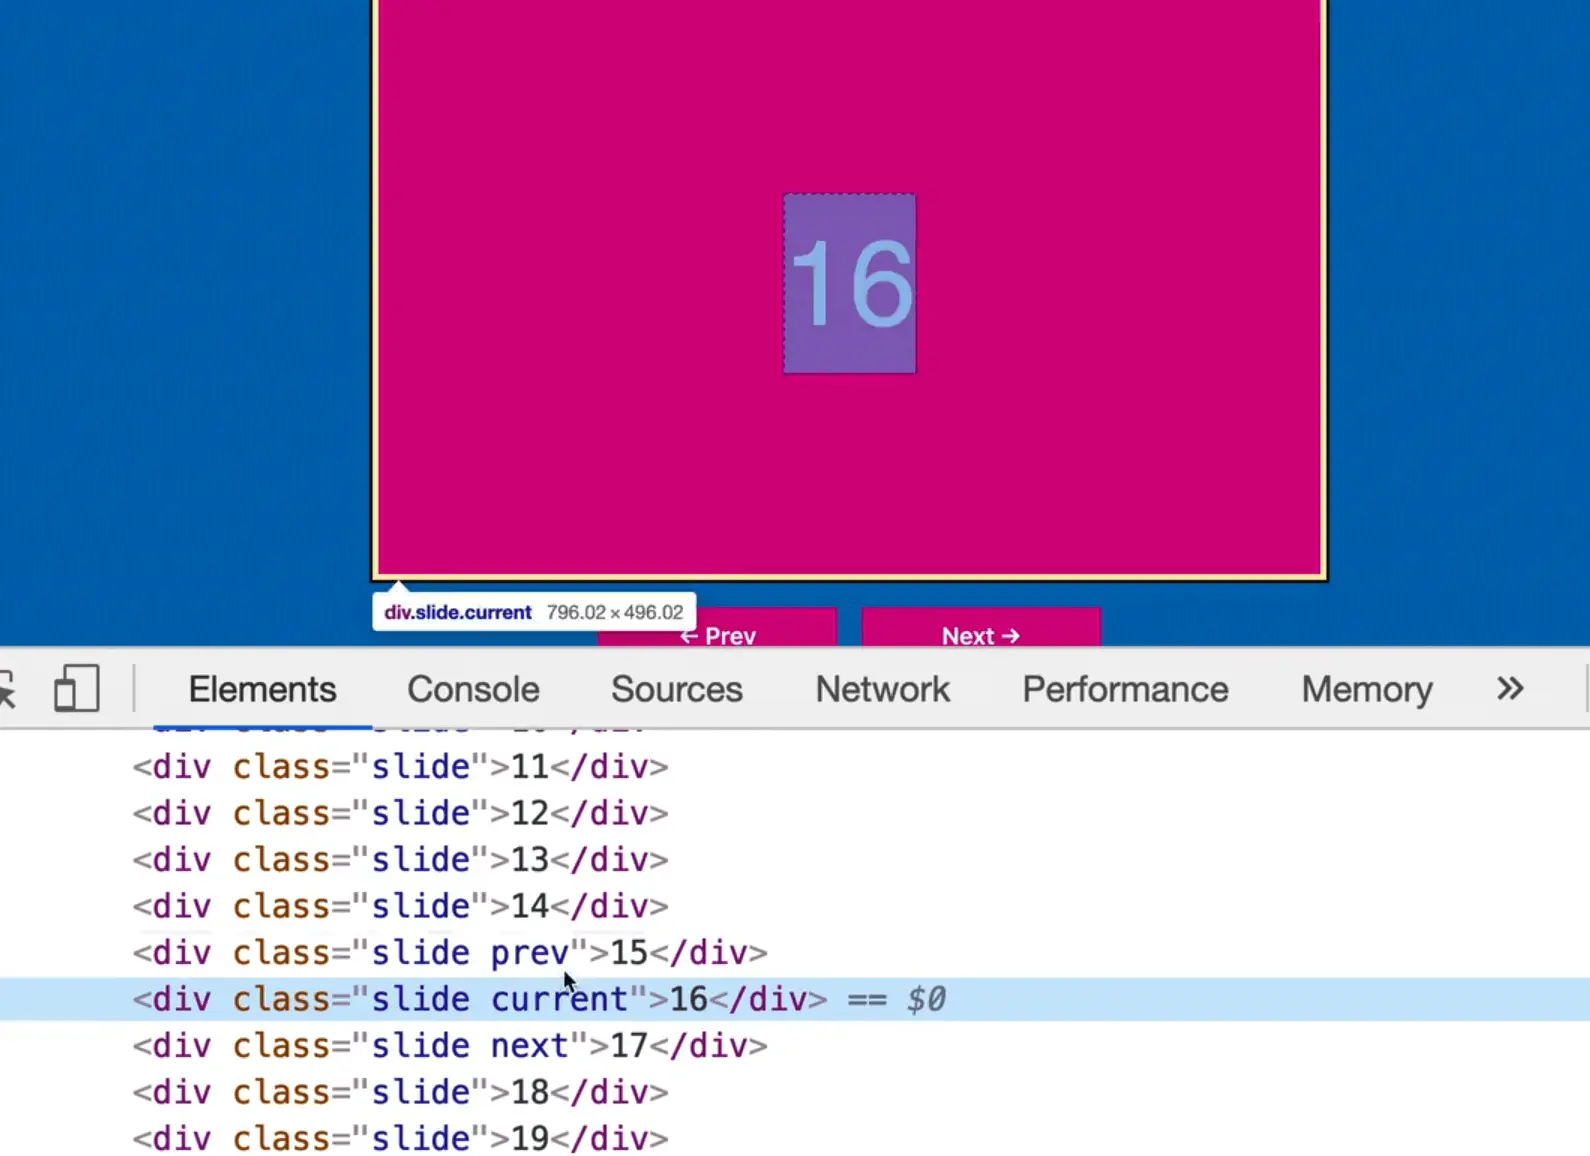 16
div.slide.current 796.02 × 496.02
← Prev
Next →
Elements Console Sources Network Performance Memory »
<div class="slide">11</div>
<div class="slide">12</div>
<div class="slide">13</div>
<div class="slide">14</div>
<div class="slide prev">15</div>
<div class="slide current">16</div> == $0
<div class="slide next">17</div>
<div class="slide">18</div>
<div class="slide">19</div>